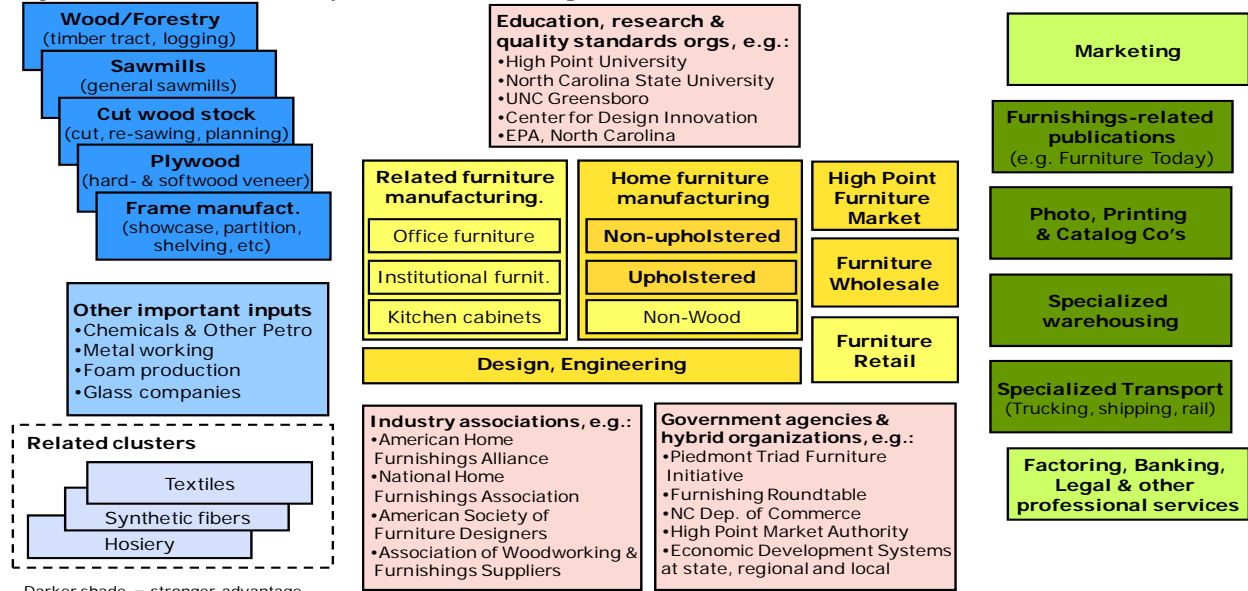 Wood/Forestry
(timber tract, logging)
Sawmills
(general sawmills)
Cut wood stock
(cut, re-sawing, planning)
Plywood
(hard- & softwood veneer)
Frame manufact.
(showcase, partition,
shelving, etc)
Other important inputs
•Chemicals & Other Petro
•Metal working
•Foam production
•Glass companies
Related clusters
Textiles
Synthetic fibers
Hosiery
Darker shade = stronger advantage
Education, research &
quality standards orgs, e.g.:
•High Point University
•North Carolina State University
•UNC Greensboro
•Center for Design Innovation
•EPA, North Carolina
Related furniture
manufacturing.
Office furniture
Institutional furnit.
Kitchen cabinets
Home furniture
manufacturing
Non-upholstered
Upholstered
Non-Wood
High Point
Furniture
Market
Furniture
Wholesale
Furniture
Retail
Design, Engineering
Industry associations, e.g.:
•American Home
Furnishings Alliance
•National Home
Furnishings Association
•American Society of
Furniture Designers
•Association of Woodworking &
Furnishings Suppliers
Government agencies &
hybrid organizations, e.g.:
•Piedmont Triad Furniture
Initiative
•Furnishing Roundtable
•NC Dep. of Commerce
•High Point Market Authority
•Economic Development Systems
at state, regional and local
Marketing
Furnishings-related
publications
(e.g. Furniture Today)
Photo, Printing
& Catalog Co's
Specialized
warehousing
Specialized Transport
(Trucking, shipping, rail)
Factoring, Banking,
Legal & other
professional services